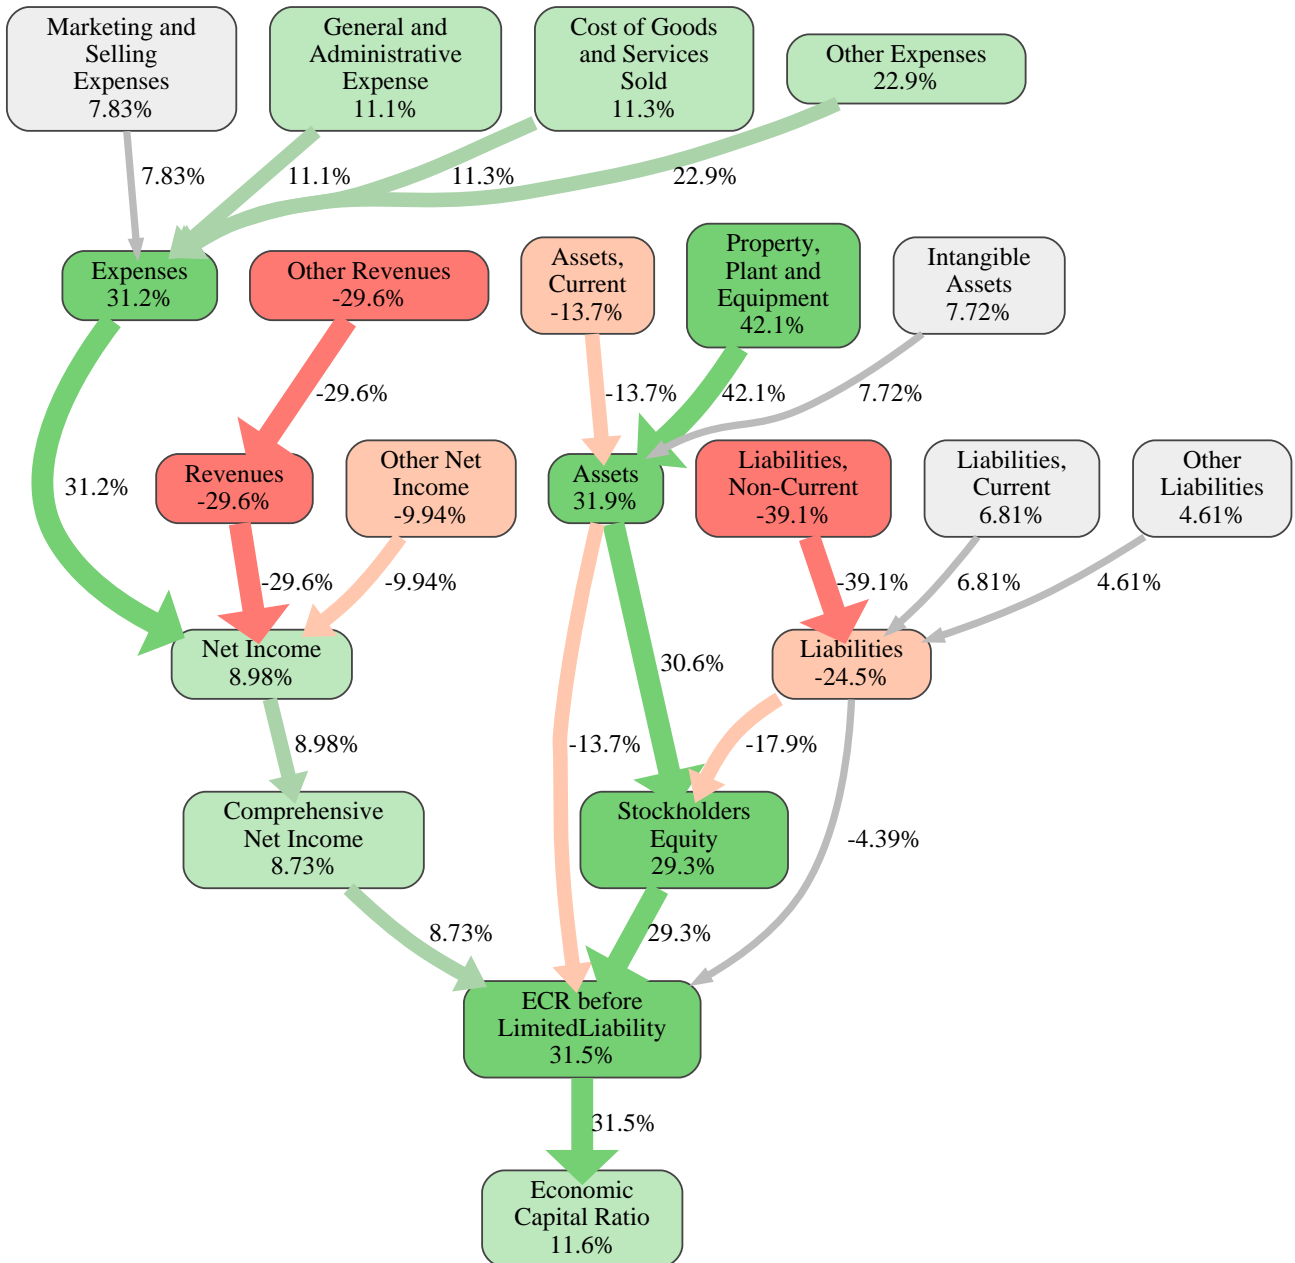 Marketing and
Selling
Expenses
7.83%
General and
Administrative
Expense
11.1%
Cost of Goods
and Services
Sold
11.3%
Other Expenses
22.9%
7.83%
11.1%
11.3%
22.9%
Expenses
31.2%
Other Revenues
-29.6%
Assets,
Current
-13.7%
Property,
Plant and
Equipment
42.1%
Intangible
Assets
7.72%
-29.6%
-13.7%
42.1%
7.72%
31.2%
Revenues
-29.6%
Other Net
Income
-9.94%
Assets
31.9%
Liabilities,
Non-Current
-39.1%
Liabilities,
Current
6.81%
Other
Liabilities
4.61%
-29.6%
-9.94%
-39.1%
6.81%
4.61%
Net Income
8.98%
30.6%
Liabilities
-24.5%
8.98%
-13.7%
-17.9%
Comprehensive
Net Income
8.73%
Stockholders
Equity
29.3%
-4.39%
8.73%
29.3%
ECR before
LimitedLiability
31.5%
31.5%
Economic
Capital Ratio
11.6%